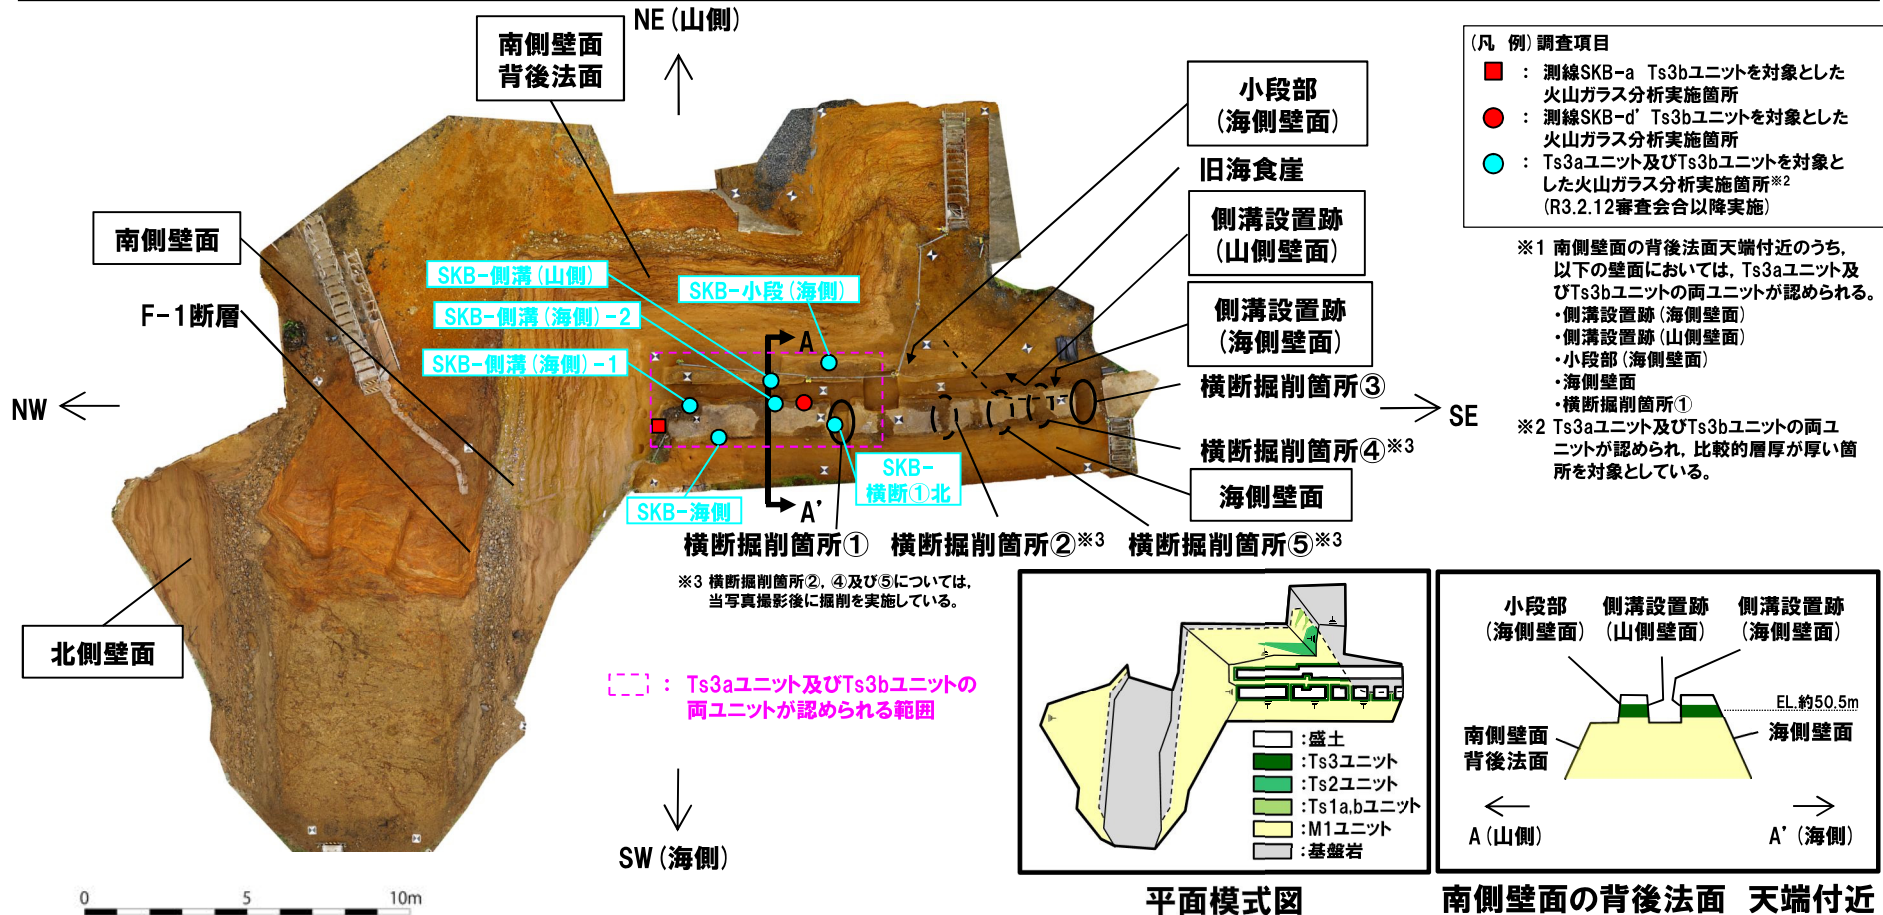 NE(山側)
南側壁面
背後法面
小段部
(海側壁面)
旧海食崖
側溝設置跡
(山側壁面)
側溝設置跡
(海側壁面)
横断掘削箇所③
SE
横断掘削箇所④※3
海側壁面
南側壁面
F-1断層
NW
北側壁面
SKB-側溝(山側)
SKB-小段(海側)
SKB-側溝(海側)-2
SKB-側溝(海側)-1
A
A'
SKB-海側
SKB-
横断①北
横断掘削箇所① 横断掘削箇所②※3 横断掘削箇所⑤※3
※3 横断掘削箇所②,④及び⑤については,
当写真撮影後に掘削を実施している。
: Ts3aユニット及びTs3bユニットの
両ユニットが認められる範囲
SW(海側)
0 5 10m
(凡 例)調査項目
: 測線SKB-a Ts3bユニットを対象とした
火山ガラス分析実施箇所
: 測線SKB-d' Ts3bユニットを対象とした
火山ガラス分析実施箇所
: Ts3aユニット及びTs3bユニットを対象と
した火山ガラス分析実施箇所※2
(R3.2.12審査会合以降実施)
※1 南側壁面の背後法面天端付近のうち,
以下の壁面においては,Ts3aユニット及
びTs3bユニットの両ユニットが認められる。
・側溝設置跡(海側壁面)
・側溝設置跡(山側壁面)
・小段部(海側壁面)
・海側壁面
・横断掘削箇所①
※2 Ts3aユニット及びTs3bユニットの両ユ
ニットが認められ,比較的層厚が厚い箇
所を対象としている。
:盛土
:Ts3ユニット
:Ts2ユニット
:Ts1a,bユニット
:M1ユニット
:基盤岩
平面模式図
小段部
(海側壁面)
側溝設置跡
(山側壁面)
側溝設置跡
(海側壁面)
EL.約50.5m
南側壁面
背後法面
海側壁面
A(山側)
A'(海側)
南側壁面の背後法面 天端付近